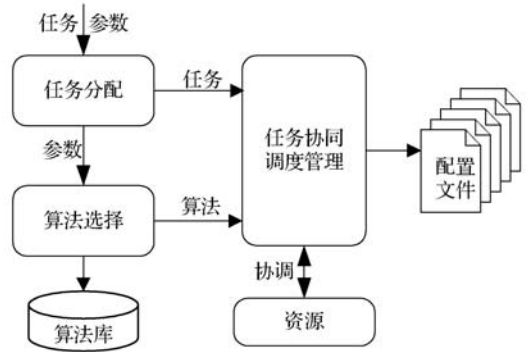 任务 参数
任务分配
任务
任务协同
调度管理
配置
文件
参数
算法选择
算法
协调
算法库
资源